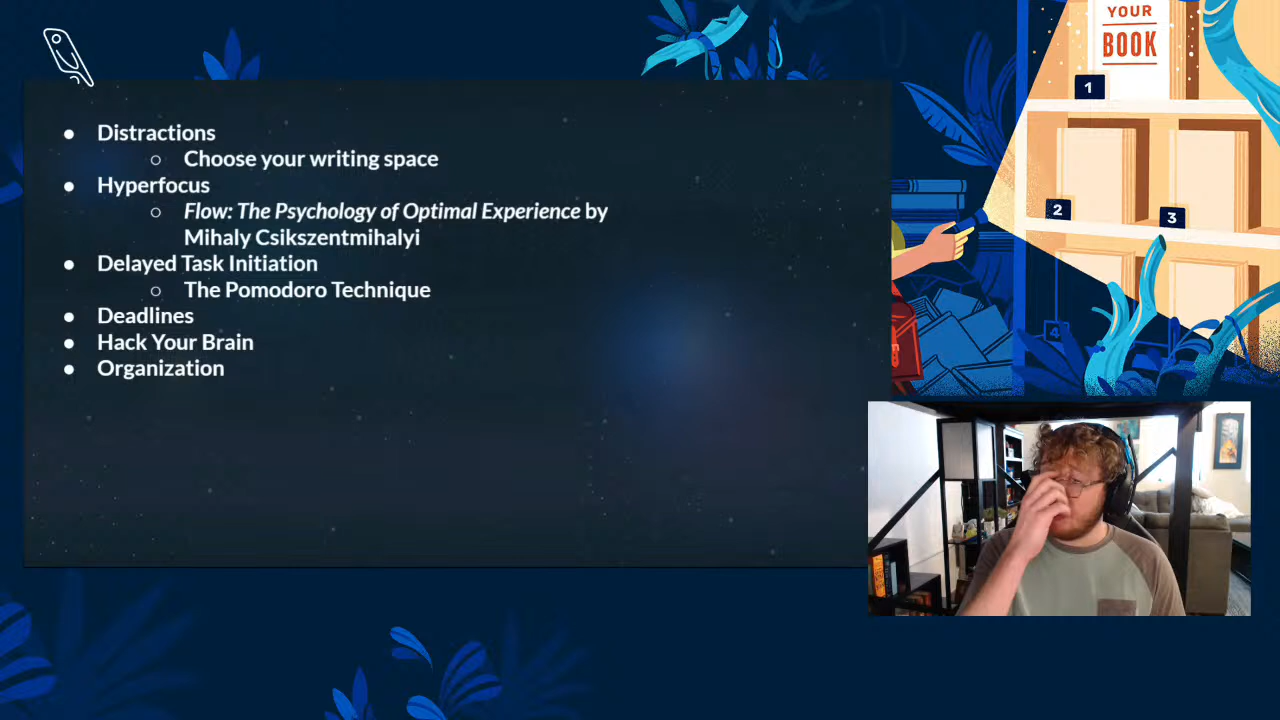 Distractions
Choose your writing space
Hyperfocus
Flow: The Psychology of Optimal Experience by
Mihaly Csikszentmihalyi
Delayed Task Initiation
The Pomodoro Technique
Deadlines
Hack Your Brain
Organization
YOUR
BOOK
1
2
3
4